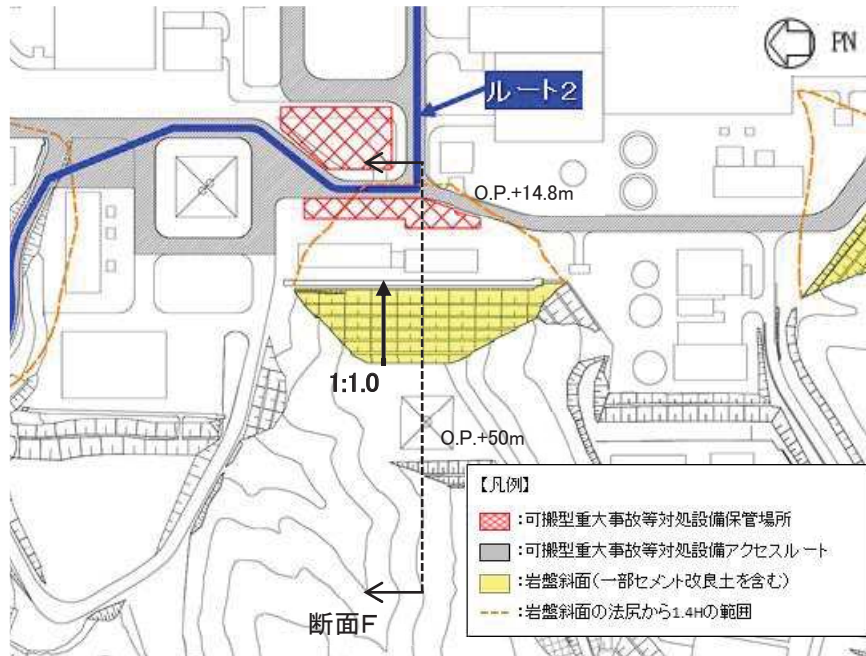 PN
ルート2
O.P.+14.8m
1:1.0
O.P.+50m
断面F
【凡例】
:可搬型重大事故等対処設備保管場所
:可搬型重大事故等対処設備アクセスルート
:岩盤斜面(一部セメント改良土を含む)
:岩盤斜面の法尻から1.4Hの範囲